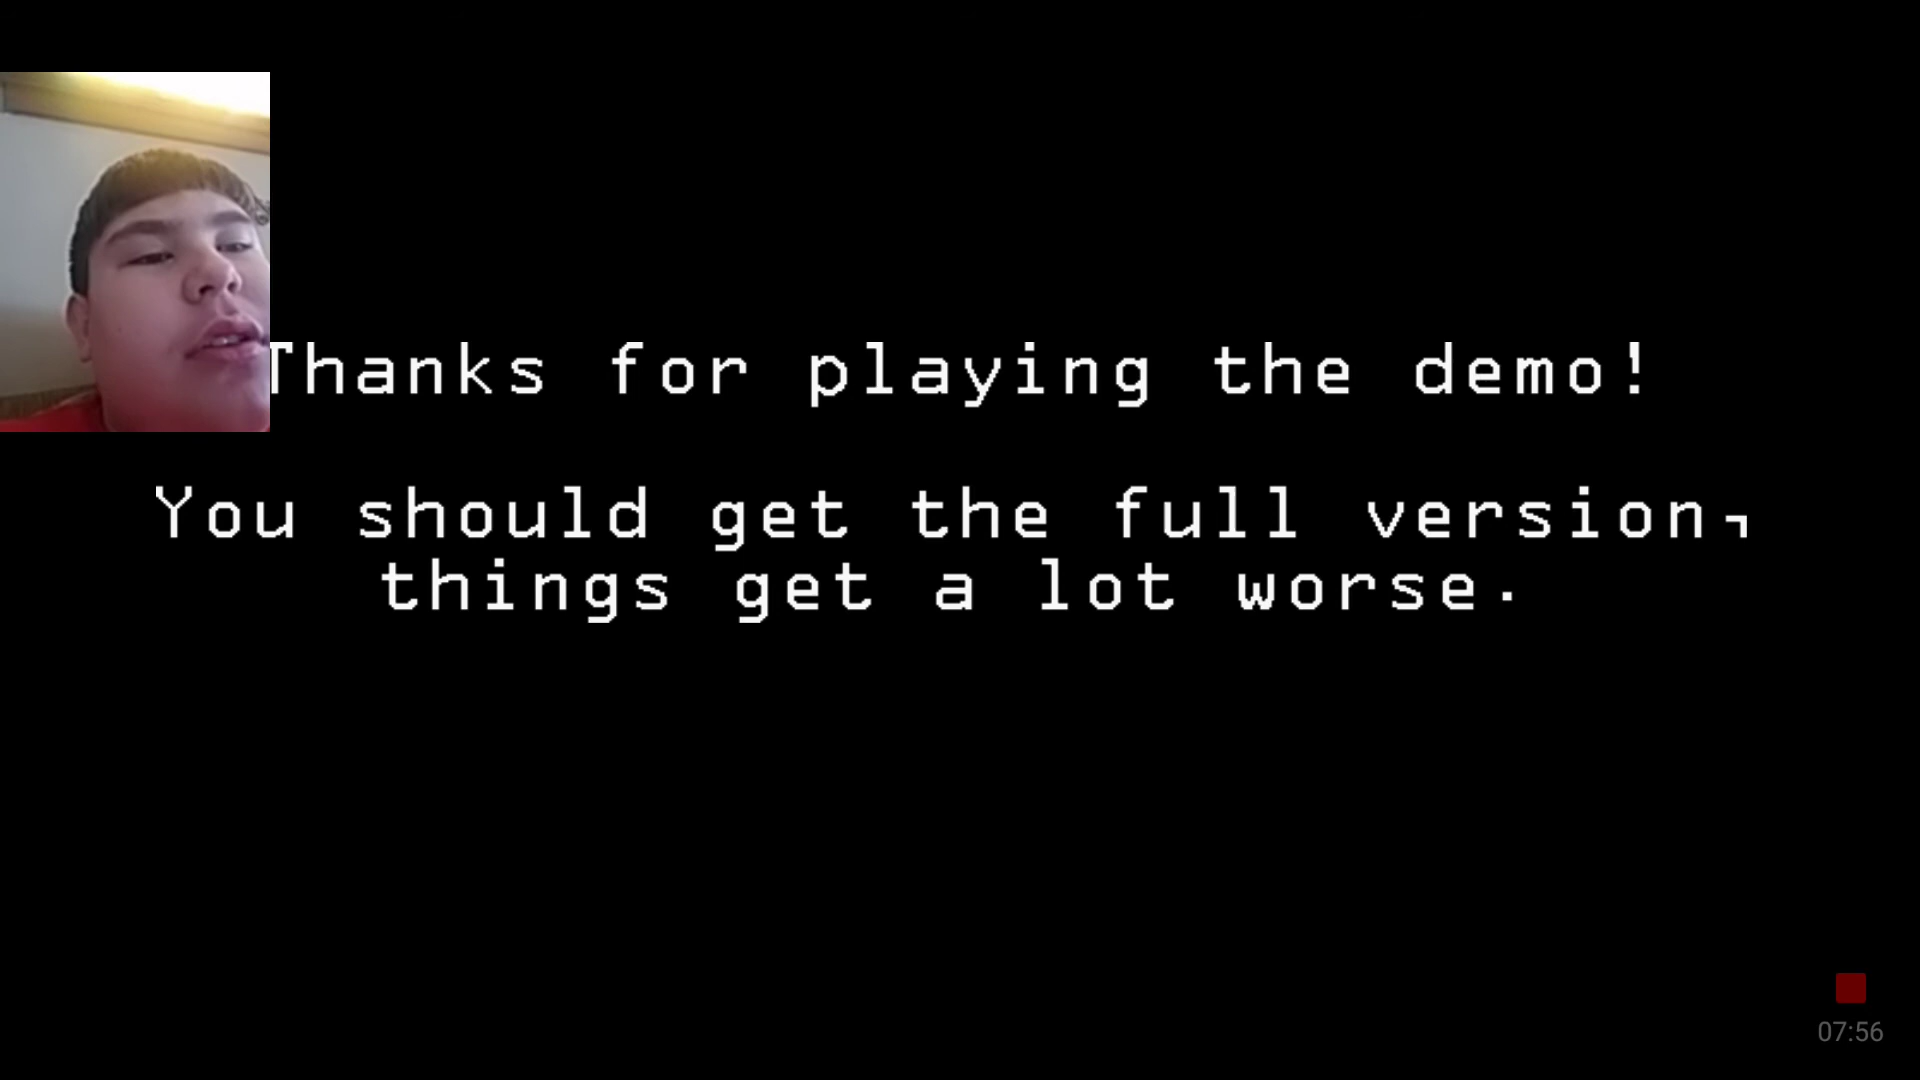 Thanks for playing the demo!
You should get the full version,
things get a lot worse.
07:56